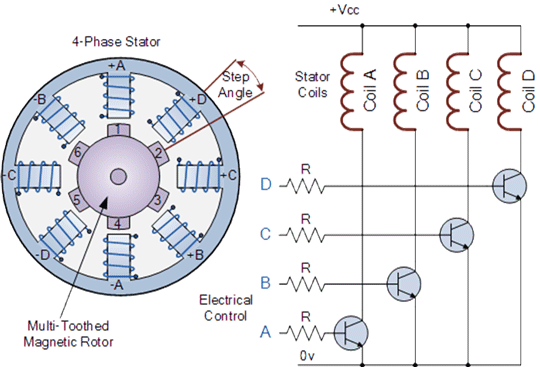 4-Phase Stator
+A
-B
+D
Step
Angle
1
6
2
-C
+C
5
3
4
-D
+B
-A
Multi-Toothed
Magnetic Rotor
+Vcc
Stator
Coils
Coil A
Coil B
Coil C
Coil D
D
R
C
R
B
R
Electrical
Control
A
R
0v